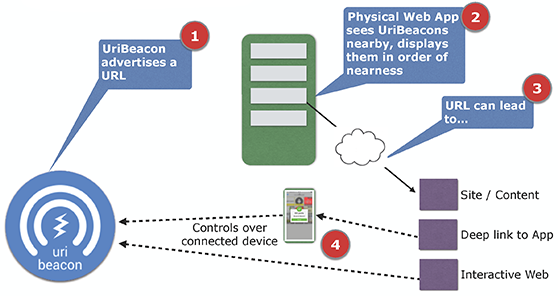 1
UriBeacon
advertises a
URL
2
Physical Web App
sees UriBeacons
nearby, displays
them in order of
nearness
3
URL can lead
to...
Site / Content
Deep link to App
Interactive Web
4
Controls over
connected device
uri
beacon